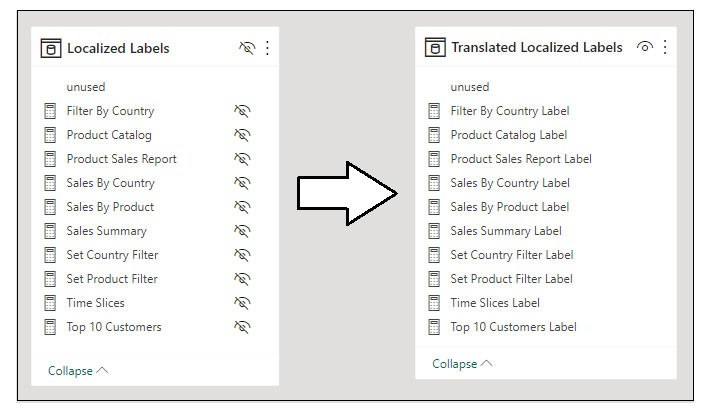 Localized Labels
unused
Filter By Country
Product Catalog
Product Sales Report
Sales By Country
Sales By Product
Sales Summary
Set Country Filter
Set Product Filter
Time Slices
Top 10 Customers
Collapse
Translated Localized Labels
unused
Filter By Country Label
Product Catalog Label
Product Sales Report Label
Sales By Country Label
Sales By Product Label
Sales Summary Label
Set Country Filter Label
Set Product Filter Label
Time Slices Label
Top 10 Customers Label
Collapse